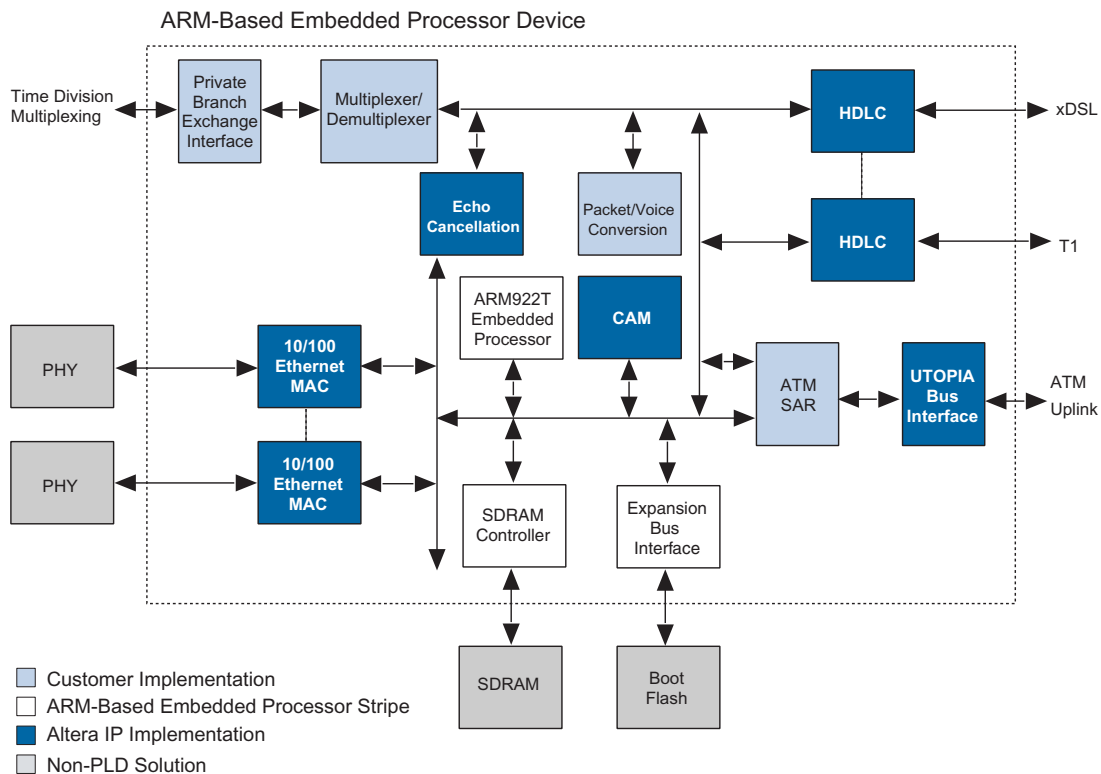 ARM-Based Embedded Processor Device
Time Division
Multiplexing
Private
Branch
Exchange
Interface
Multiplexer/
Demultiplexer
HDLC
xDSL
Echo
Cancellation
Packet/Voice
Conversion
HDLC
T1
ARM922T
Embedded
Processor
CAM
PHY
10/100
Ethernet
MAC
ATM
SAR
UTOPIA
Bus
Interface
ATM
Uplink
PHY
10/100
Ethernet
MAC
SDRAM
Controller
Expansion
Bus
Interface
SDRAM
Boot
Flash
Customer Implementation
ARM-Based Embedded Processor Stripe
Altera IP Implementation
Non-PLD Solution